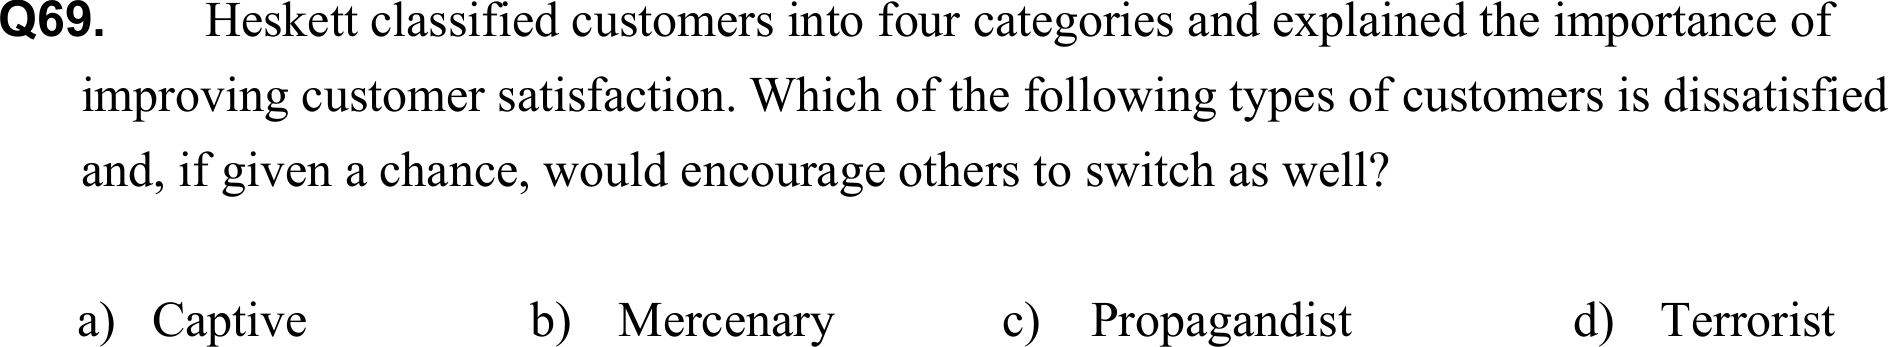 Q69. Heskett classified customers into four categories and explained the importance of
improving customer satisfaction. Which of the following types of customers is dissatisfied
and, if given a chance, would encourage others to switch as well?
a) Captive b) Mercenary c) Propagandist d) Terrorist